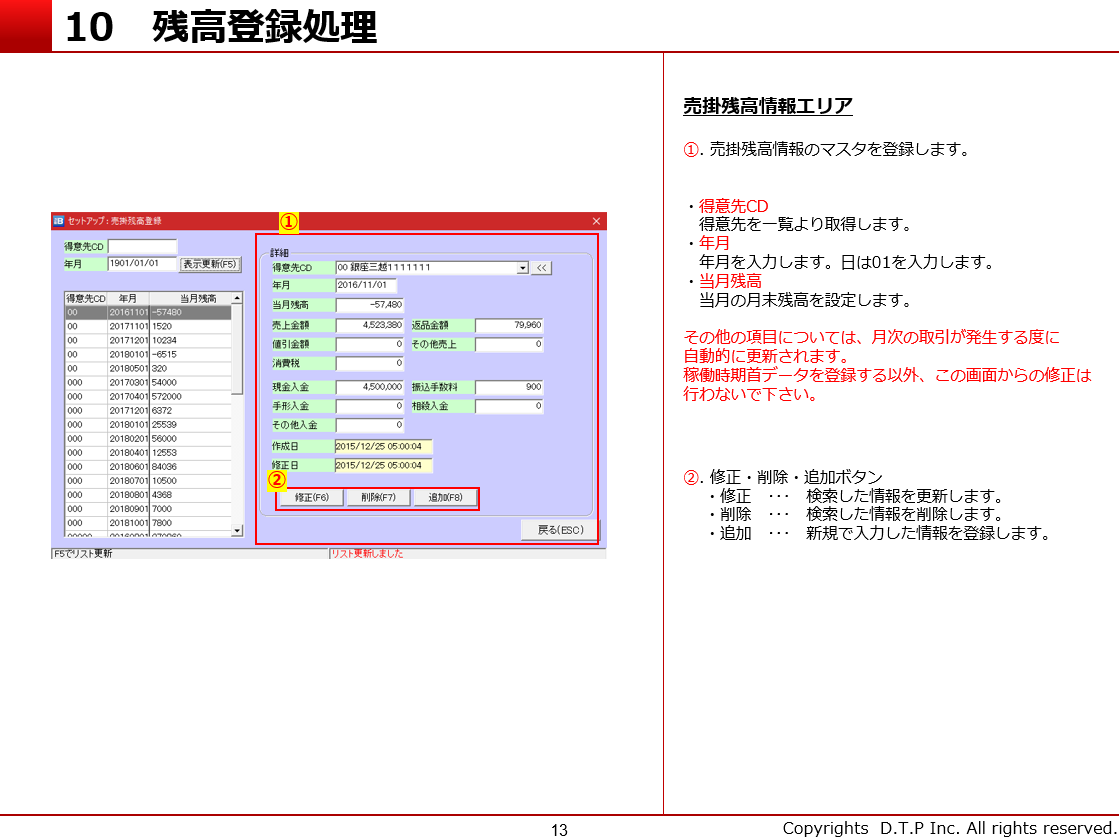 10 残高登録処理
セットアップ：売掛残高登録
①
得意先CD
年月 1901/01/01 表示更新(F5)
得意先CD 年月 当月残高
00 20161101 -57480
00 20171101 1520
00 20171201 10234
00 20180101 -6515
00 20180501 320
000 20170301 54000
000 20170401 572000
000 20171201 6372
000 20180101 25539
000 20180201 56000
000 20180401 12553
000 20180601 84036
000 20180701 10500
000 20180801 4368
000 20180901 7000
000 20181001 7800
詳細
得意先CD 00 銀座三越1111111 <<
年月 2016/11/01
当月残高 -57,480
売上金額 4,523,380 返品金額 79,960
値引金額 0 その他売上 0
消費税 0
現金入金 4,500,000 振込手数料 900
手形入金 0 相殺入金 0
その他入金 0
作成日 2015/12/25 05:00:04
修正日 2015/12/25 05:00:04
②
修正(F6) 削除(F7) 追加(F8)
戻る(ESC)
F5でリスト更新 リスト更新しました
売掛残高情報エリア
①. 売掛残高情報のマスタを登録します。
・得意先CD
得意先を一覧より取得します。
・年月
年月を入力します。日は01を入力します。
・当月残高
当月の月末残高を設定します。
その他の項目については、月次の取引が発生する度に
自動的に更新されます。
稼働時期首データを登録する以外、この画面からの修正は
行わないで下さい。
②. 修正・削除・追加ボタン
・修正 ・・・ 検索した情報を更新します。
・削除 ・・・ 検索した情報を削除します。
・追加 ・・・ 新規で入力した情報を登録します。
13
Copyrights D.T.P Inc. All rights reserved.